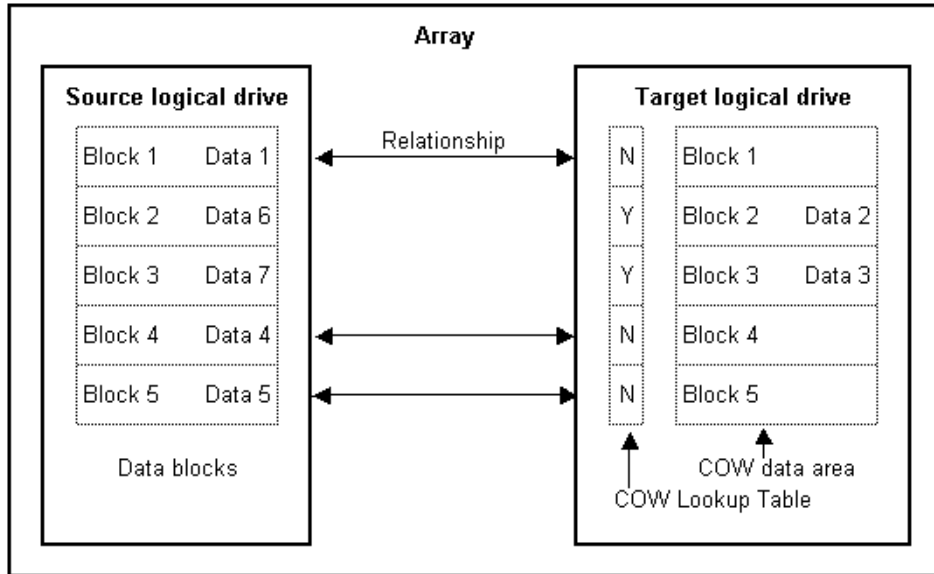 Array
Source logical drive
Target logical drive
Relationship
Block 1 Data 1
N Block 1
Block 2 Data 6
Y Block 2 Data 2
Block 3 Data 7
Y Block 3 Data 3
Block 4 Data 4
N Block 4
Block 5 Data 5
N Block 5
Data blocks
COW data area
COW Lookup Table